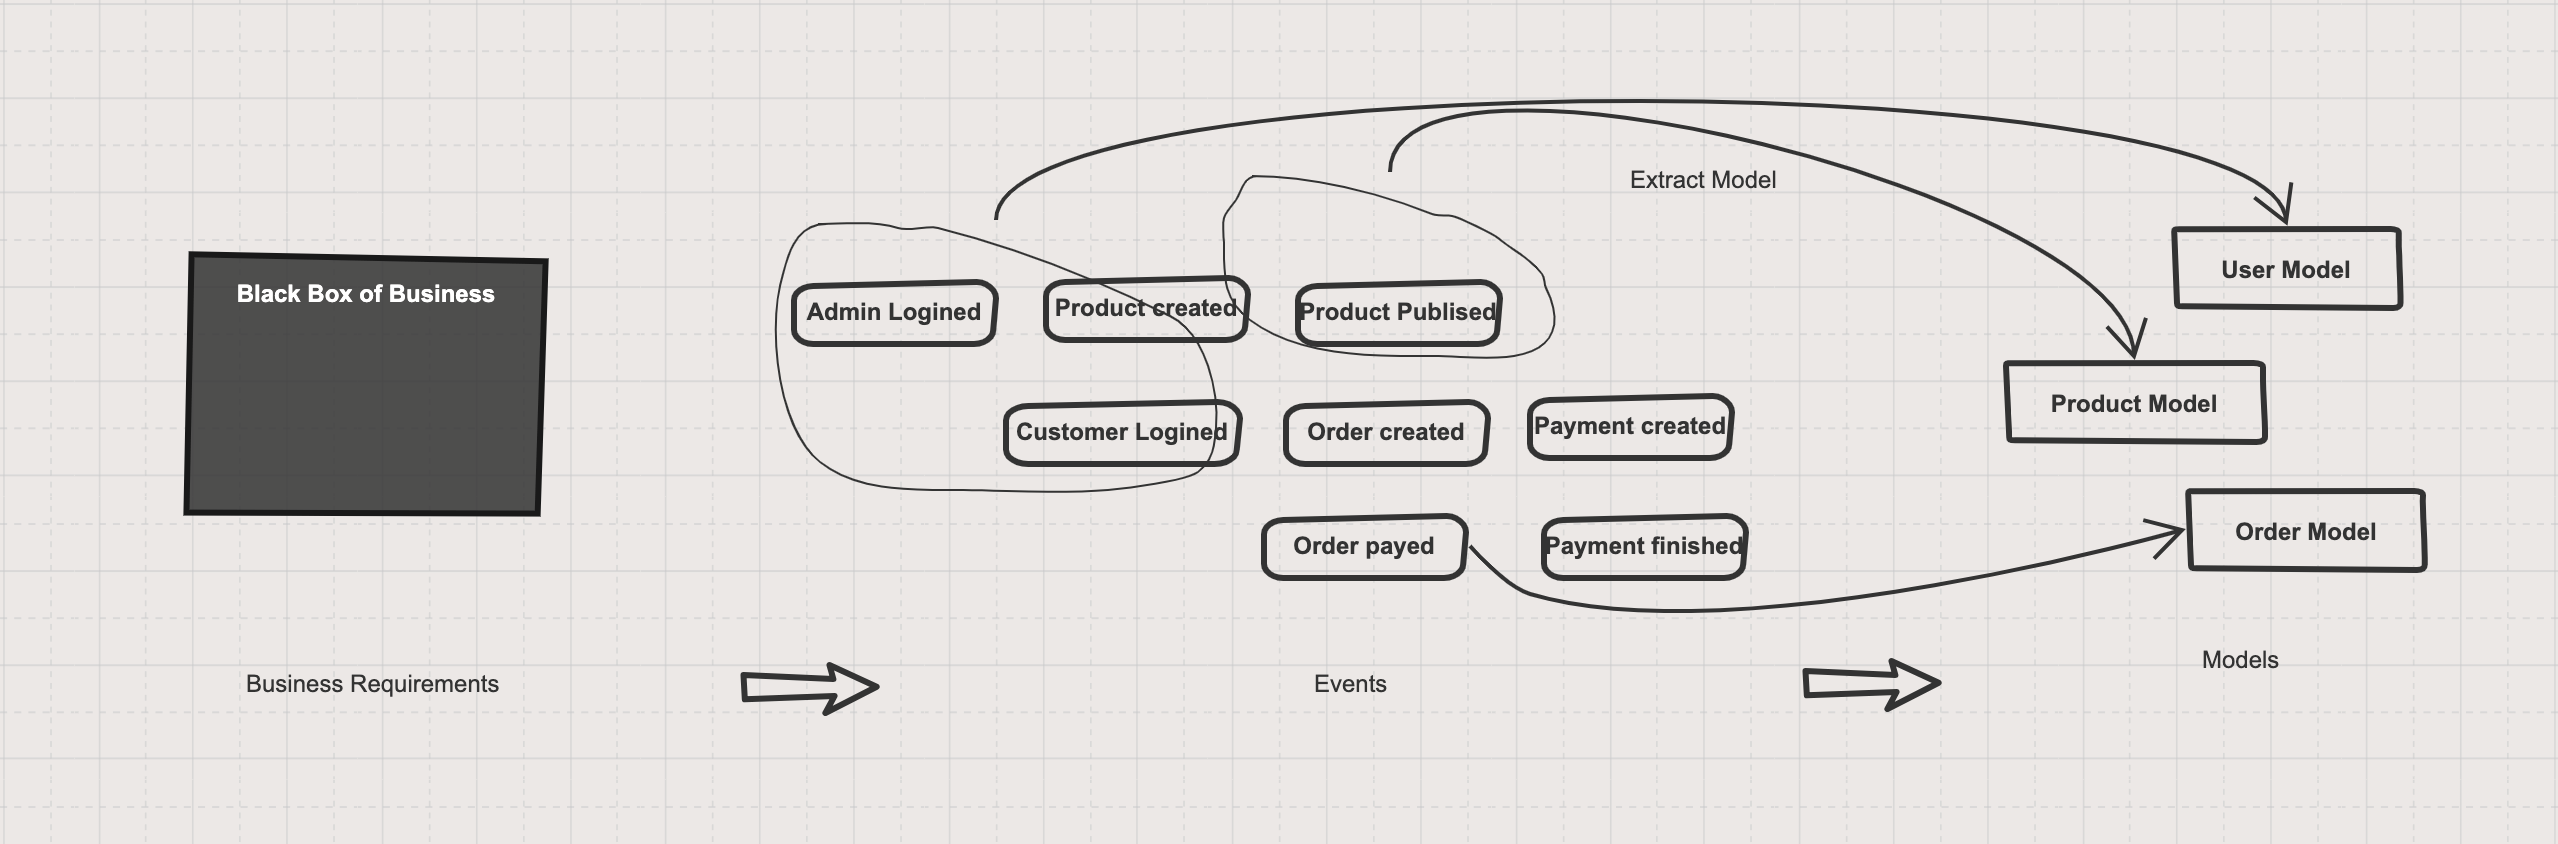 Extract Model
Black Box of Business
Admin Logined
Product created
Product Publised
User Model
Customer Logined
Order created
Payment created
Product Model
Order payed
Payment finished
Order Model
Business Requirements
Events
Models